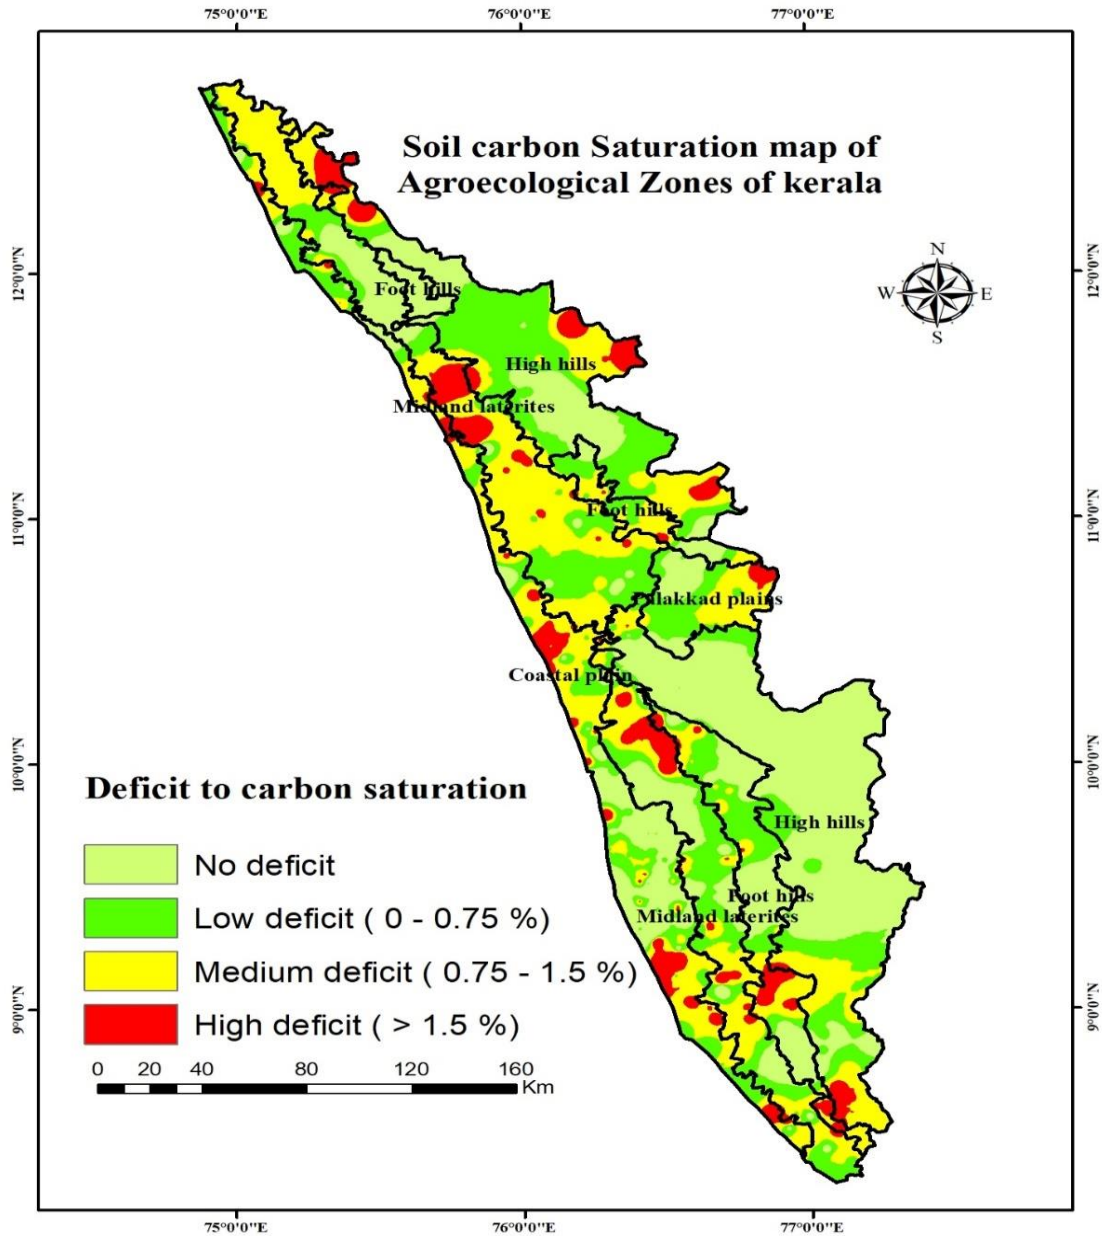 75°0'0"E 76°0'0"E 77°0'0"E
Soil carbon Saturation map of
Agroecological Zones of kerala
N
W E
S
12°0'0"N 12°0'0"N
Foot hills
High hills
Midland laterites
11°0'0"N 11°0'0"N
Foot hills
Palakkad plains
Coastal plain
10°0'0"N 10°0'0"N
Deficit to carbon saturation
High hills
No deficit
Foot hills
Low deficit ( 0 - 0.75 %)
Midland laterites
Medium deficit ( 0.75 - 1.5 %)
9°0'0"N 9°0'0"N
High deficit ( > 1.5 %)
0 20 40 80 120 160
Km
Foot hills
75°0'0"E 76°0'0"E 77°0'0"E